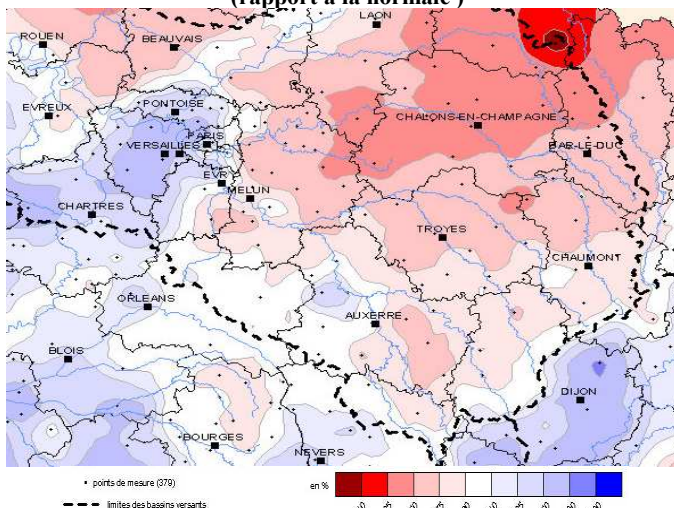 (rapport à la normale )
LAON
ROUEN
BEAUVAIS
EVREUX
PONTOISE
CHALONS-EN-CHAMPAGNE
PARIS
VERSAILLES
BAR-LE-DUC
EVRY
MELUN
CHARTRES
TROYES
CHAUMONT
ORLEANS
AUXERRE
BLOIS
DIJON
BOURGES
NEVERS
points de mesure (379)
en %
limites des bassins versants